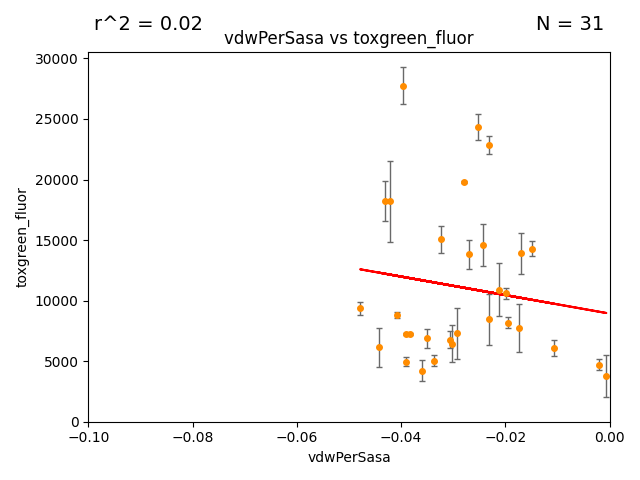 r^2 = 0.02
N = 31
vdwPerSasa vs toxgreen_fluor
30000
25000
20000
15000
10000
5000
0
toxgreen_fluor
−0.10 −0.08 −0.06 −0.04 −0.02 0.00
vdwPerSasa